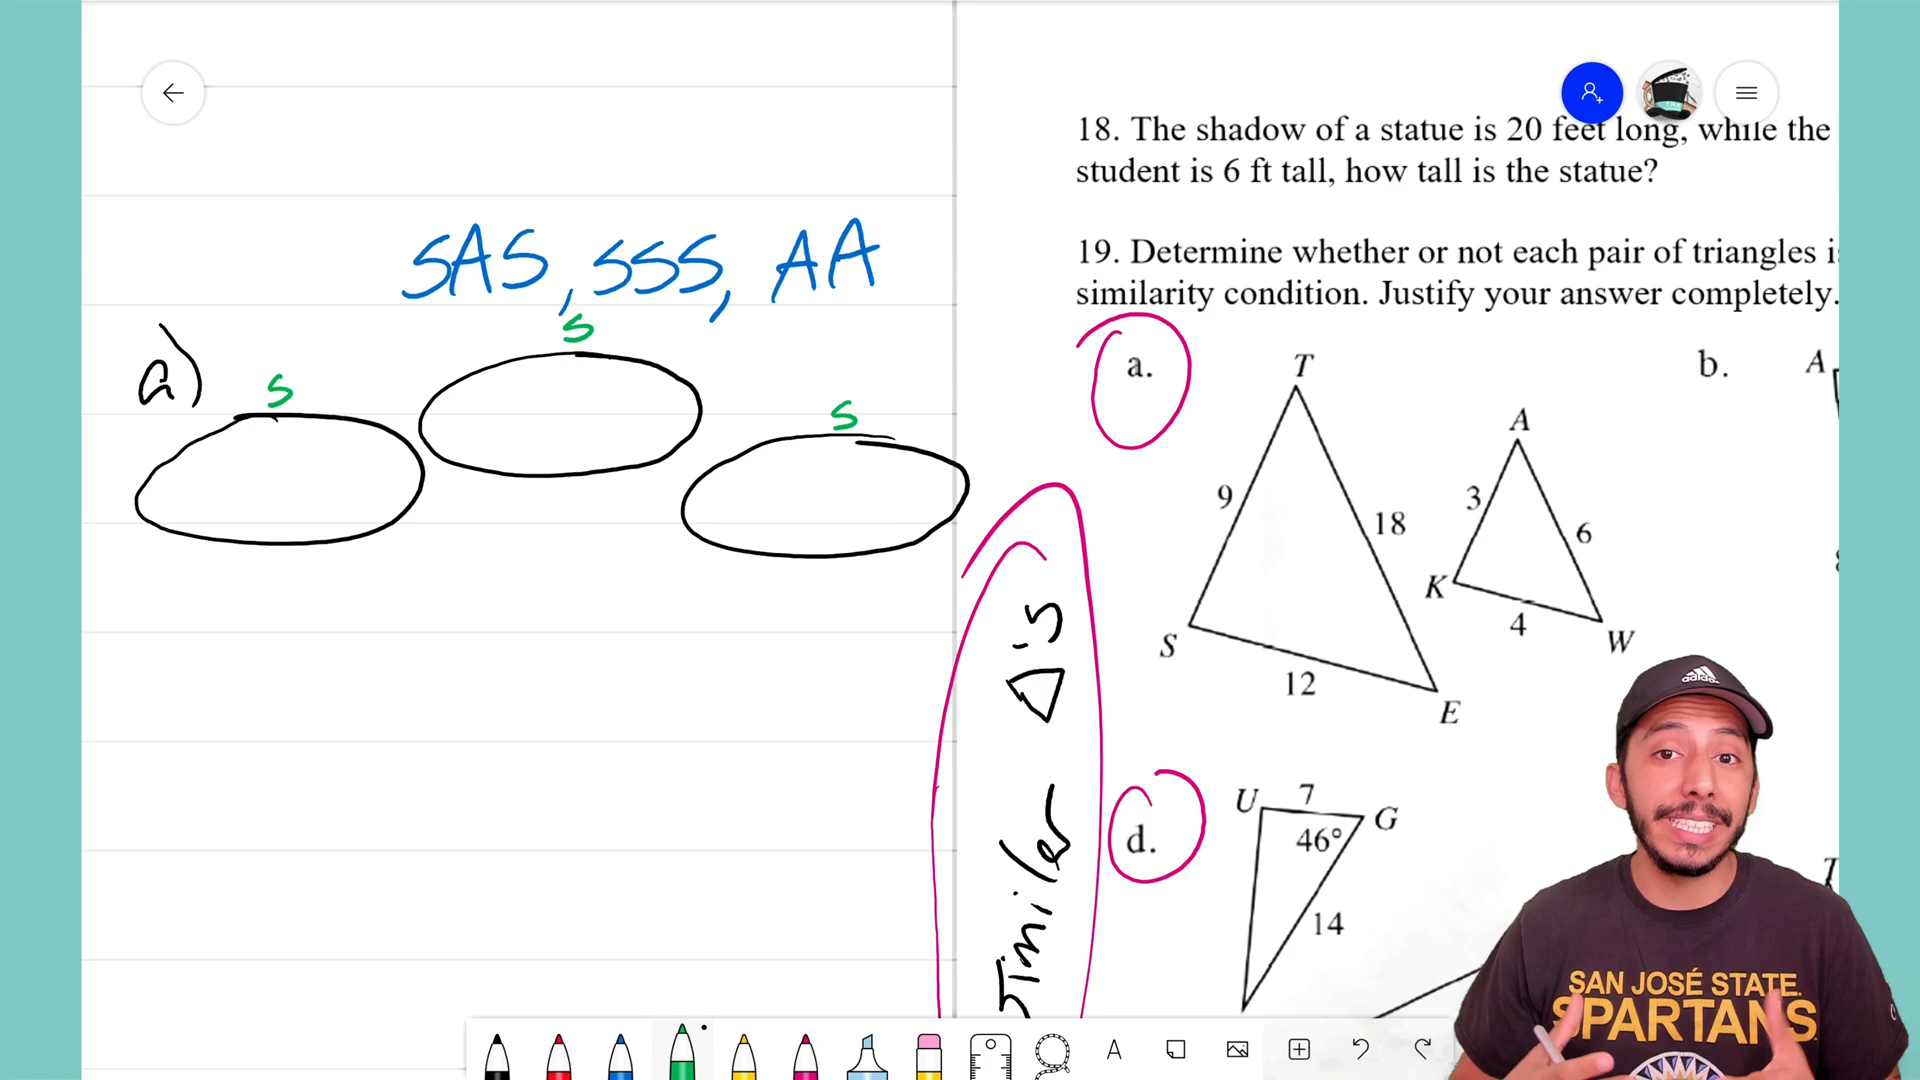 SAS, SSS, AA
a)
S
S
S
Similar Δ's
18. The shadow of a statue is 20 feet long, while the
student is 6 ft tall, how tall is the statue?
19. Determine whether or not each pair of triangles i
similarity condition. Justify your answer completely.
a.
T
9
18
S
12
E
A
3
6
K
4
W
b.
A
d.
U
7
G
46°
14
T
A
adidas
SAN JOSÉ STATE
SPARTANS